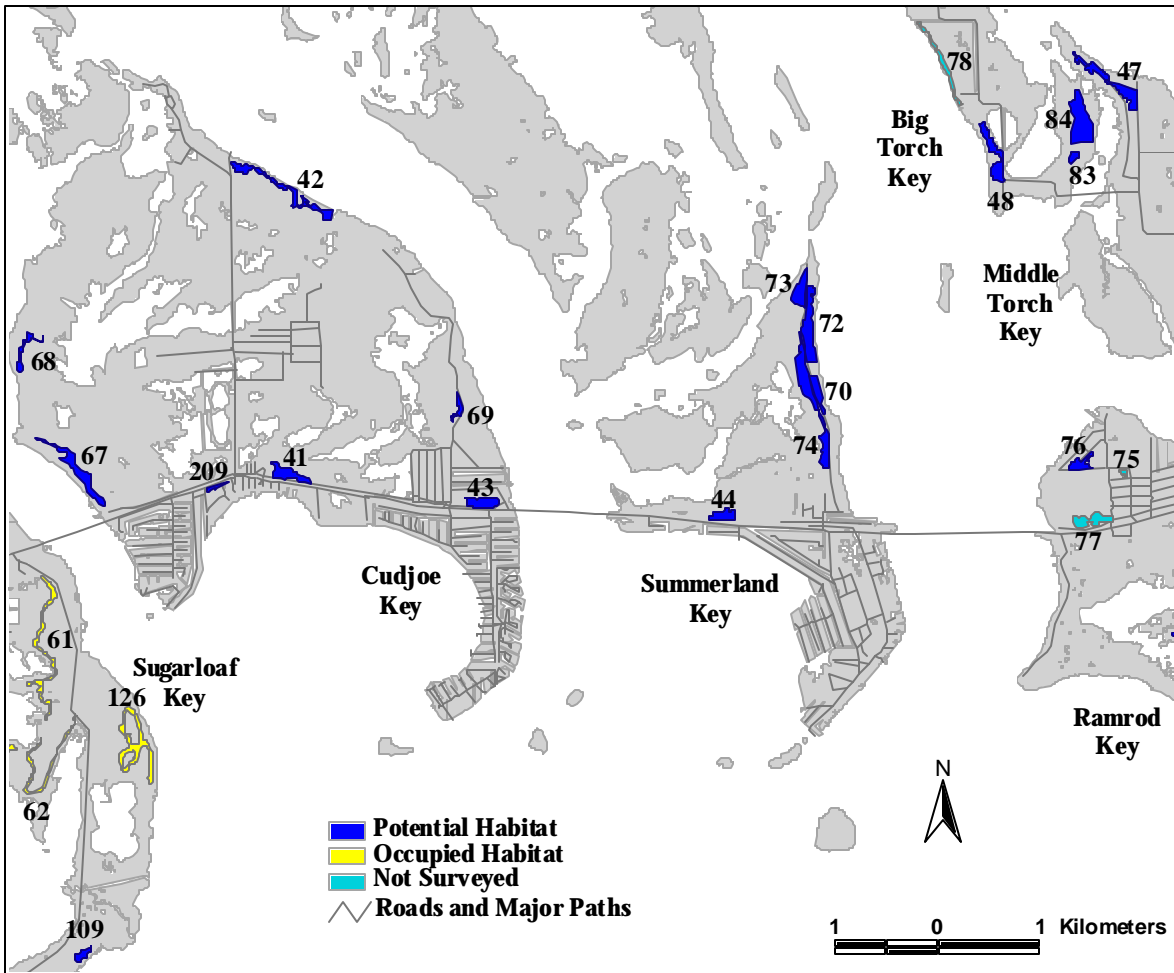 78
47
84
Big
Torch
Key
83
48
42
Middle
Torch
Key
73
72
68
70
69
67
74
76
75
209
41
43
44
77
Cudjoe
Key
Summerland
Key
61
Sugarloaf
Key
126
Ramrod
Key
62
N
Potential Habitat
Occupied Habitat
Not Surveyed
Roads and Major Paths
109
1 0 1 Kilometers